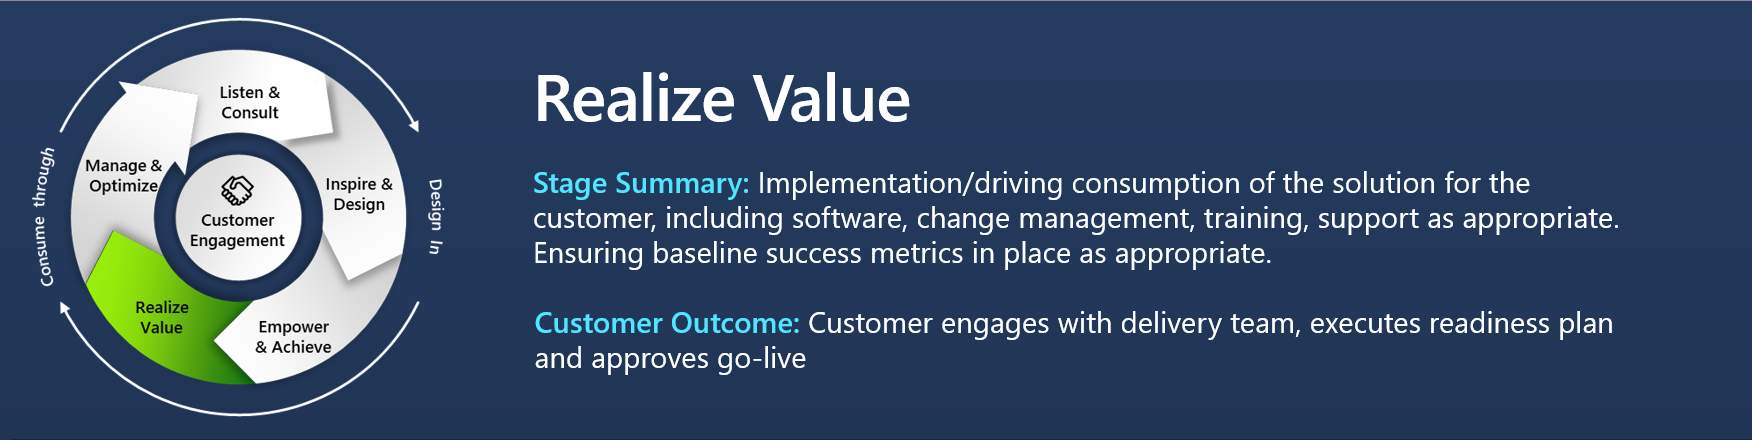 Listen &
Consult
Manage &
Optimize
Inspire &
Design
Customer
Engagement
Realize
Value
Empower
& Achieve
Consume through
Design In
Realize Value
Stage Summary: Implementation/driving consumption of the solution for the
customer, including software, change management, training, support as appropriate.
Ensuring baseline success metrics in place as appropriate.
Customer Outcome: Customer engages with delivery team, executes readiness plan
and approves go-live